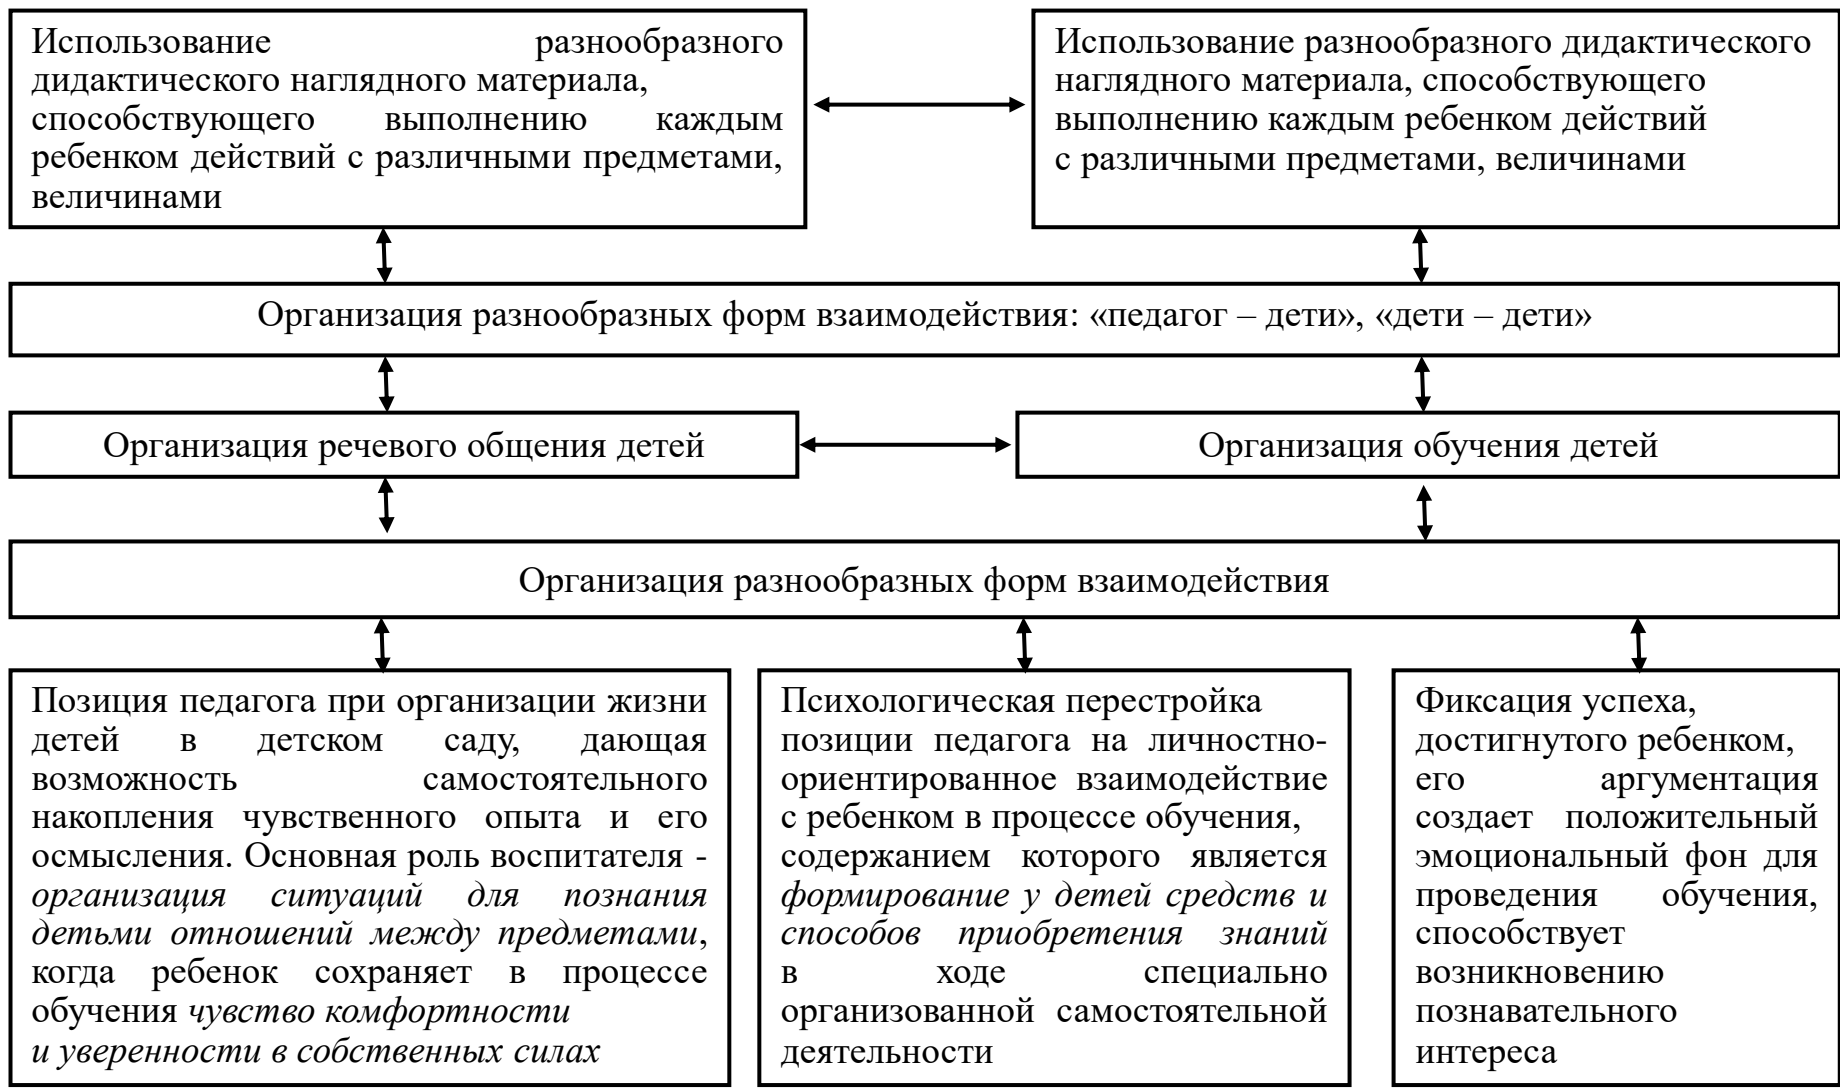 Использование разнообразного
дидактического наглядного материала,
способствующего выполнению каждым
ребенком действий с различными предметами,
величинами
Использование разнообразного дидактического
наглядного материала, способствующего
выполнению каждым ребенком действий
с различными предметами, величинами
Организация разнообразных форм взаимодействия: «педагог – дети», «дети – дети»
Организация речевого общения детей
Организация обучения детей
Организация разнообразных форм взаимодействия
Позиция педагога при организации жизни
детей в детском саду, дающая
возможность самостоятельного
накопления чувственного опыта и его
осмысления. Основная роль воспитателя -
организация ситуаций для познания
детьми отношений между предметами,
когда ребенок сохраняет в процессе
обучения чувство комфортности
и уверенности в собственных силах
Психологическая перестройка
позиции педагога на личностно-
ориентированное взаимодействие
с ребенком в процессе обучения,
содержанием которого является
формирование у детей средств и
способов приобретения знаний
в ходе специально
организованной самостоятельной
деятельности
Фиксация успеха,
достигнутого ребенком,
его аргументация
создает положительный
эмоциональный фон для
проведения обучения,
способствует
возникновению
познавательного
интереса